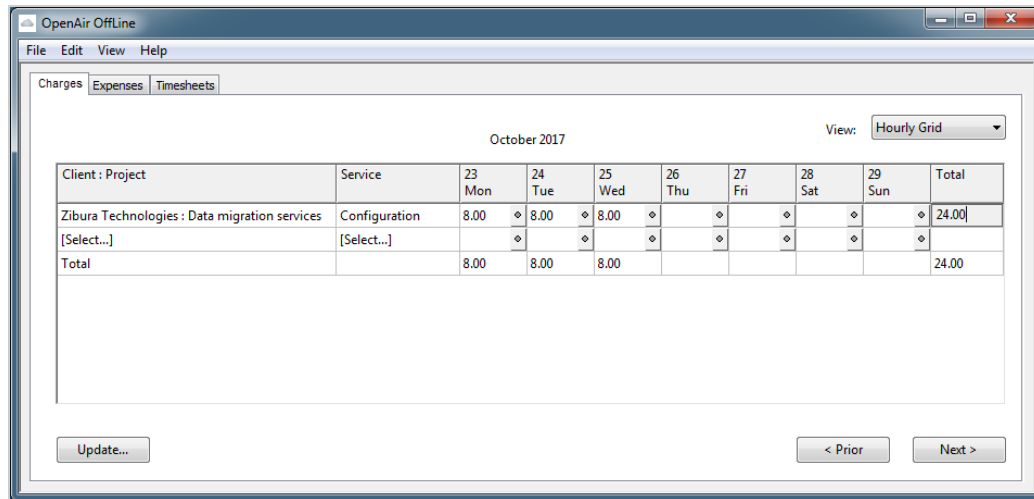 OpenAir OffLine
File Edit View Help
Charges Expenses Timesheets
View: Hourly Grid
October 2017
Client : Project Service 23 Mon 24 Tue 25 Wed 26 Thu 27 Fri 28 Sat 29 Sun Total
Zibura Technologies : Data migration services Configuration 8.00 8.00 8.00 24.00
[Select...] [Select...]
Total 8.00 8.00 8.00 24.00
Update... < Prior Next >